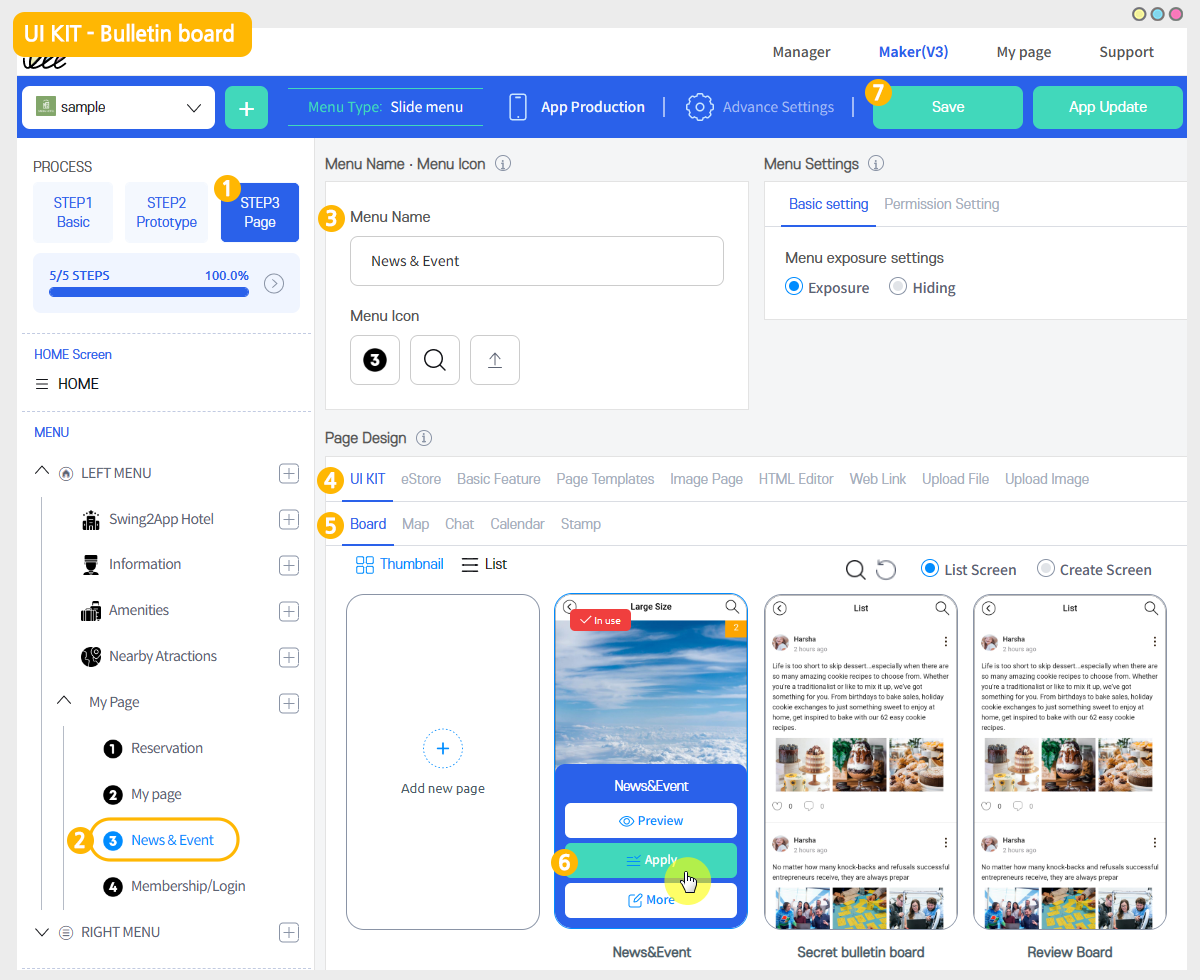 UI KIT - Bulletin board
Manager
Maker(V3)
My page
Support
sample
Menu Type: Slide menu
App Production
Advance Settings
7
Save
App Update
PROCESS
STEP1
Basic
STEP2
Prototype
1
STEP3
Page
5/5 STEPS
100.0%
HOME Screen
HOME
MENU
LEFT MENU
Swing2App Hotel
Information
Amenities
Nearby Atractions
My Page
1 Reservation
2 My page
2
3 News & Event
4 Membership/Login
RIGHT MENU
Menu Name · Menu Icon
3 Menu Name
News & Event
Menu Icon
3
Menu Settings
Basic setting
Permission Setting
Menu exposure settings
Exposure
Hiding
Page Design
4 UI KIT eStore Basic Feature Page Templates Image Page HTML Editor Web Link Upload File Upload Image
5 Board Map Chat Calendar Stamp
Thumbnail
List
List Screen
Create Screen
Add new page
Large Size
In use
2
News&Event
Preview
6
Apply
More
News&Event
List
Harsha
2 hours ago
Life is too short to skip dessert...especially when there are
so many amazing cookie recipes to choose from. Whether
you're a traditionalist or like to mix it up, we've got
something for you. From birthdays to bake sales, holiday
cookie exchanges to just something sweet to enjoy at
home, get inspired to bake with our 62 easy cookie
recipes.
0 0
Harsha
2 hours ago
No matter how many knock-backs and refusals successful
entrepreneurs receive, they are always prepar
Secret bulletin board
List
Harsha
2 hours ago
Life is too short to skip dessert...especially when there are
so many amazing cookie recipes to choose from. Whether
you're a traditionalist or like to mix it up, we've got
something for you. From birthdays to bake sales, holiday
cookie exchanges to just something sweet to enjoy at
home, get inspired to bake with our 62 easy cookie
recipes.
0 0
Harsha
2 hours ago
No matter how many knock-backs and refusals successful
entrepreneurs receive, they are always prepar
Review Board